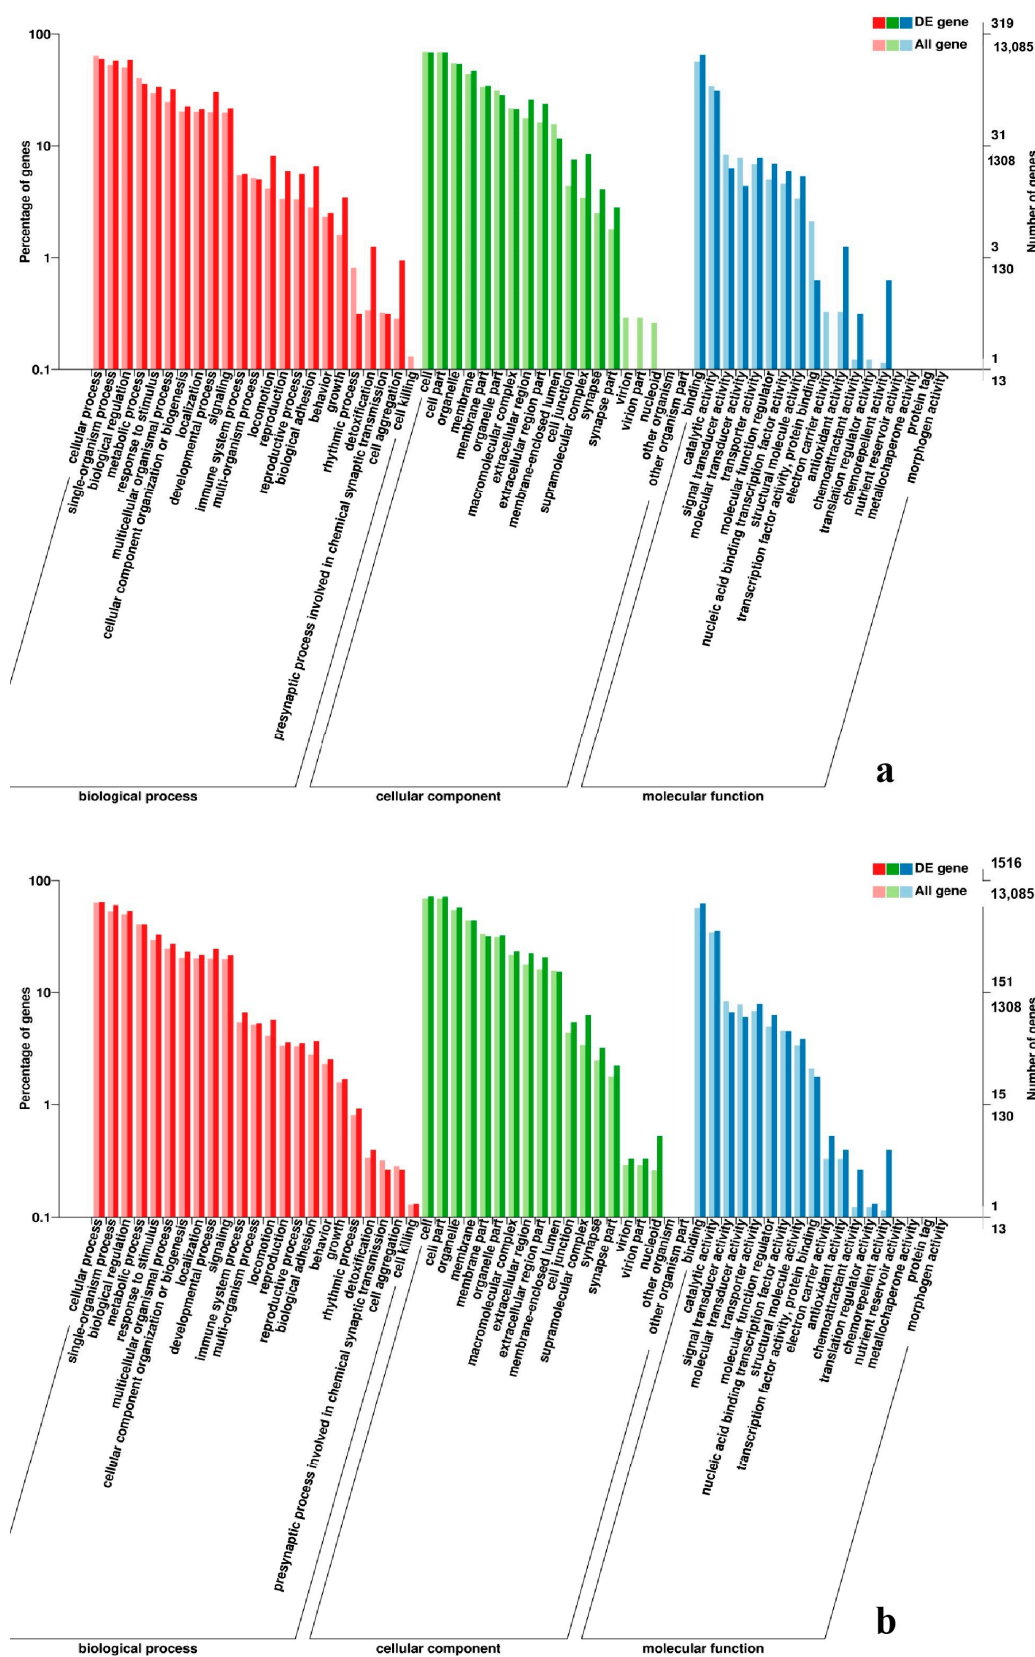 DE gene
All gene
319
13,085
100
10
1
0.1
31
1308
3
130
1
13
Percentage of genes
Number of genes
cellular process
single-organism process
biological regulation
metabolic process
response to stimulus
multicellular organismal process
cellular component organization or biogenesis
localization
developmental process
signaling
immune system process
multi-organism process
locomotion
reproduction
reproductive process
biological adhesion
behavior
growth
rhythmic process
detoxification
presynaptic process involved in chemical synaptic transmission
cell aggregation
cell killing
cell
cell part
organelle
membrane
membrane part
organelle part
macromolecular complex
extracellular region
extracellular region part
membrane-enclosed lumen
cell junction
supramolecular complex
synapse
synapse part
virion
virion part
nucleoid
other organism
other organism part
binding
catalytic activity
signal transducer activity
molecular transducer activity
transporter activity
molecular function regulator
nucleic acid binding transcription factor activity
structural molecule activity
transcription factor activity, protein binding
electron carrier activity
antioxidant activity
chemoattractant activity
translation regulator activity
chemorepellent activity
nutrient reservoir activity
metallochaperone activity
protein tag
morphogen activity
biological process
cellular component
molecular function
a
DE gene
All gene
1516
13,085
100
10
1
0.1
151
1308
15
130
1
13
Percentage of genes
Number of genes
cellular process
single-organism process
biological regulation
metabolic process
response to stimulus
multicellular organismal process
cellular component organization or biogenesis
localization
developmental process
signaling
immune system process
multi-organism process
locomotion
reproduction
reproductive process
biological adhesion
behavior
growth
rhythmic process
detoxification
presynaptic process involved in chemical synaptic transmission
cell aggregation
cell killing
cell
cell part
organelle
membrane
membrane part
organelle part
macromolecular complex
extracellular region
extracellular region part
membrane-enclosed lumen
cell junction
supramolecular complex
synapse
synapse part
virion
virion part
nucleoid
other organism
other organism part
binding
catalytic activity
signal transducer activity
molecular transducer activity
transporter activity
molecular function regulator
nucleic acid binding transcription factor activity
structural molecule activity
transcription factor activity, protein binding
electron carrier activity
antioxidant activity
chemoattractant activity
translation regulator activity
chemorepellent activity
nutrient reservoir activity
metallochaperone activity
protein tag
morphogen activity
biological process
cellular component
molecular function
b